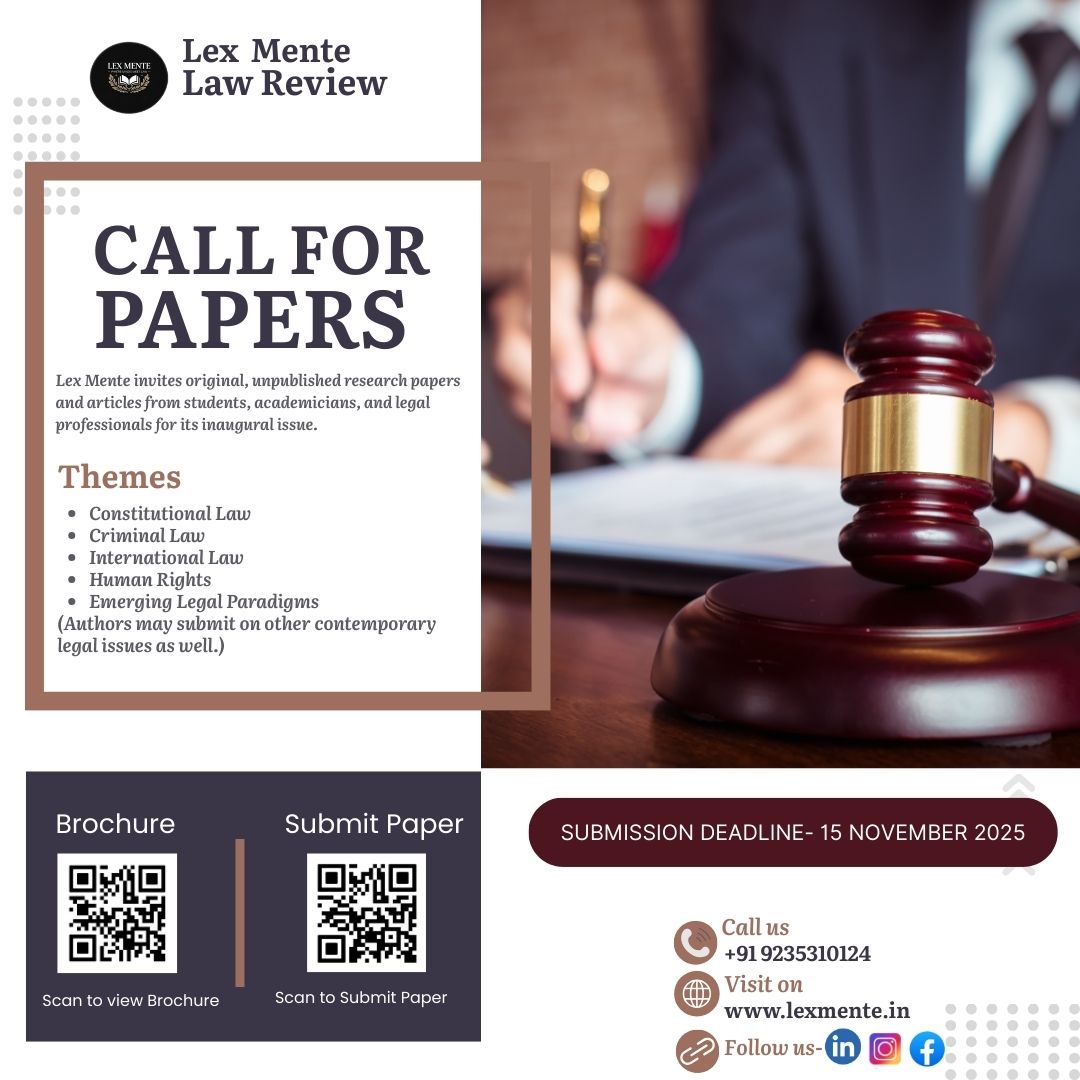 LEX MENTE
Lex Mente
Law Review
CALL FOR
PAPERS
Lex Mente invites original, unpublished research papers
and articles from students, academicians, and legal
professionals for its inaugural issue.
Themes
• Constitutional Law
• Criminal Law
• International Law
• Human Rights
• Emerging Legal Paradigms
(Authors may submit on other contemporary
legal issues as well.)
Brochure
Submit Paper
Scan to view Brochure
Scan to Submit Paper
SUBMISSION DEADLINE- 15 NOVEMBER 2025
Call us
+91 9235310124
Visit on
www.lexmente.in
Follow us-